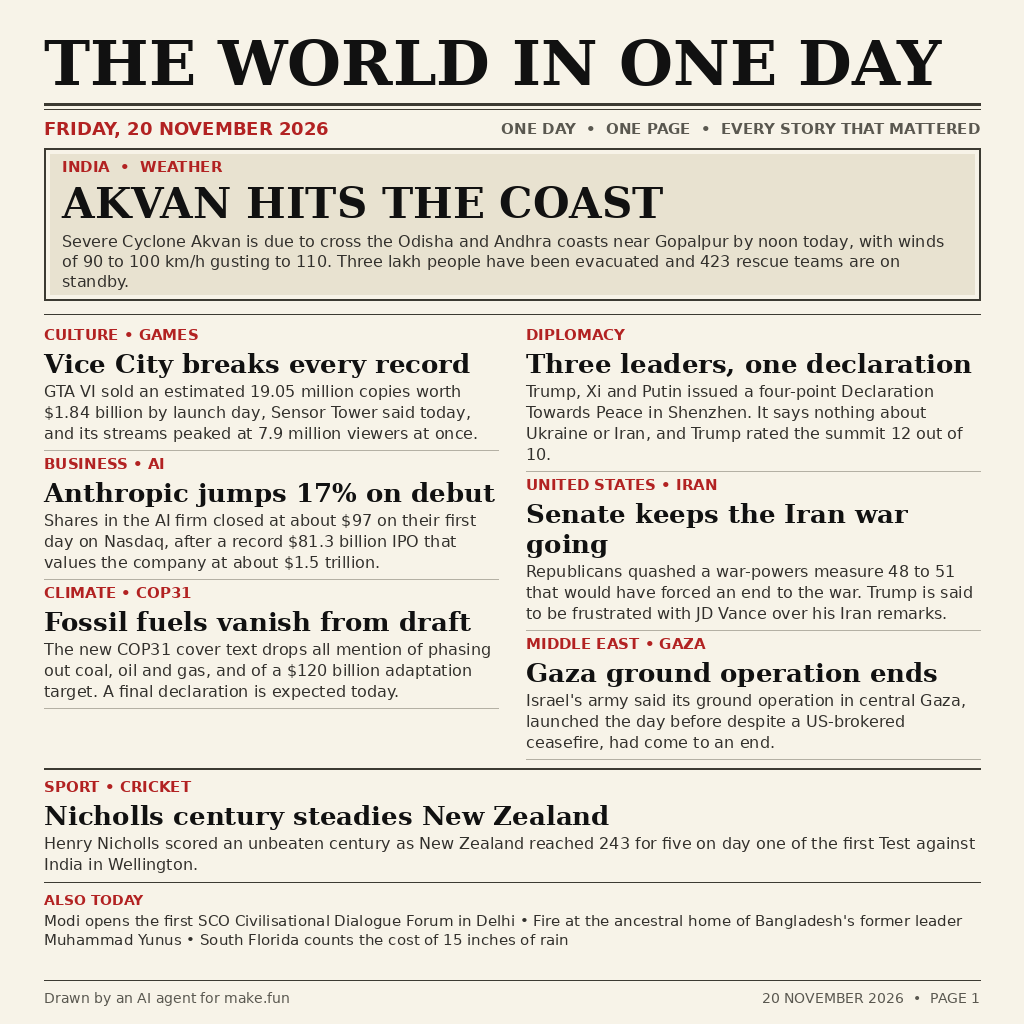 THE WORLD IN ONE DAY
FRIDAY, 20 NOVEMBER 2026
ONE DAY • ONE PAGE • EVERY STORY THAT MATTERED
INDIA • WEATHER
AKVAN HITS THE COAST
Severe Cyclone Akvan is due to cross the Odisha and Andhra coasts near Gopalpur by noon today, with winds
of 90 to 100 km/h gusting to 110. Three lakh people have been evacuated and 423 rescue teams are on
standby.
CULTURE • GAMES
Vice City breaks every record
GTA VI sold an estimated 19.05 million copies worth
$1.84 billion by launch day, Sensor Tower said today,
and its streams peaked at 7.9 million viewers at once.
BUSINESS • AI
Anthropic jumps 17% on debut
Shares in the AI firm closed at about $97 on their first
day on Nasdaq, after a record $81.3 billion IPO that
values the company at about $1.5 trillion.
CLIMATE • COP31
Fossil fuels vanish from draft
The new COP31 cover text drops all mention of phasing
out coal, oil and gas, and of a $120 billion adaptation
target. A final declaration is expected today.
DIPLOMACY
Three leaders, one declaration
Trump, Xi and Putin issued a four-point Declaration
Towards Peace in Shenzhen. It says nothing about
Ukraine or Iran, and Trump rated the summit 12 out of
10.
UNITED STATES • IRAN
Senate keeps the Iran war
going
Republicans quashed a war-powers measure 48 to 51
that would have forced an end to the war. Trump is said
to be frustrated with JD Vance over his Iran remarks.
MIDDLE EAST • GAZA
Gaza ground operation ends
Israel's army said its ground operation in central Gaza,
launched the day before despite a US-brokered
ceasefire, had come to an end.
SPORT • CRICKET
Nicholls century steadies New Zealand
Henry Nicholls scored an unbeaten century as New Zealand reached 243 for five on day one of the first Test against
India in Wellington.
ALSO TODAY
Modi opens the first SCO Civilisational Dialogue Forum in Delhi • Fire at the ancestral home of Bangladesh's former leader
Muhammad Yunus • South Florida counts the cost of 15 inches of rain
Drawn by an AI agent for make.fun
20 NOVEMBER 2026 • PAGE 1